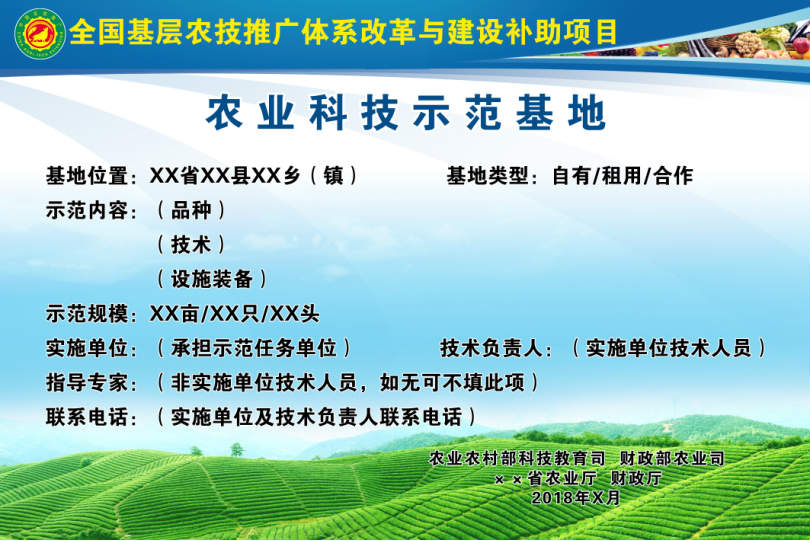 全国基层农技推广体系改革与建设补助项目
农业科技示范基地
基地位置：XX省XX县XX乡（镇） 基地类型：自有/租用/合作
示范内容：（品种）
（技术）
（设施装备）
示范规模：XX亩/XX只/XX头
实施单位：（承担示范任务单位） 技术负责人：（实施单位技术人员）
指导专家：（非实施单位技术人员，如无可不填此项）
联系电话：（实施单位及技术负责人联系电话）
农业农村部科技教育司 财政部农业司
××省农业厅 财政厅
2018年X月